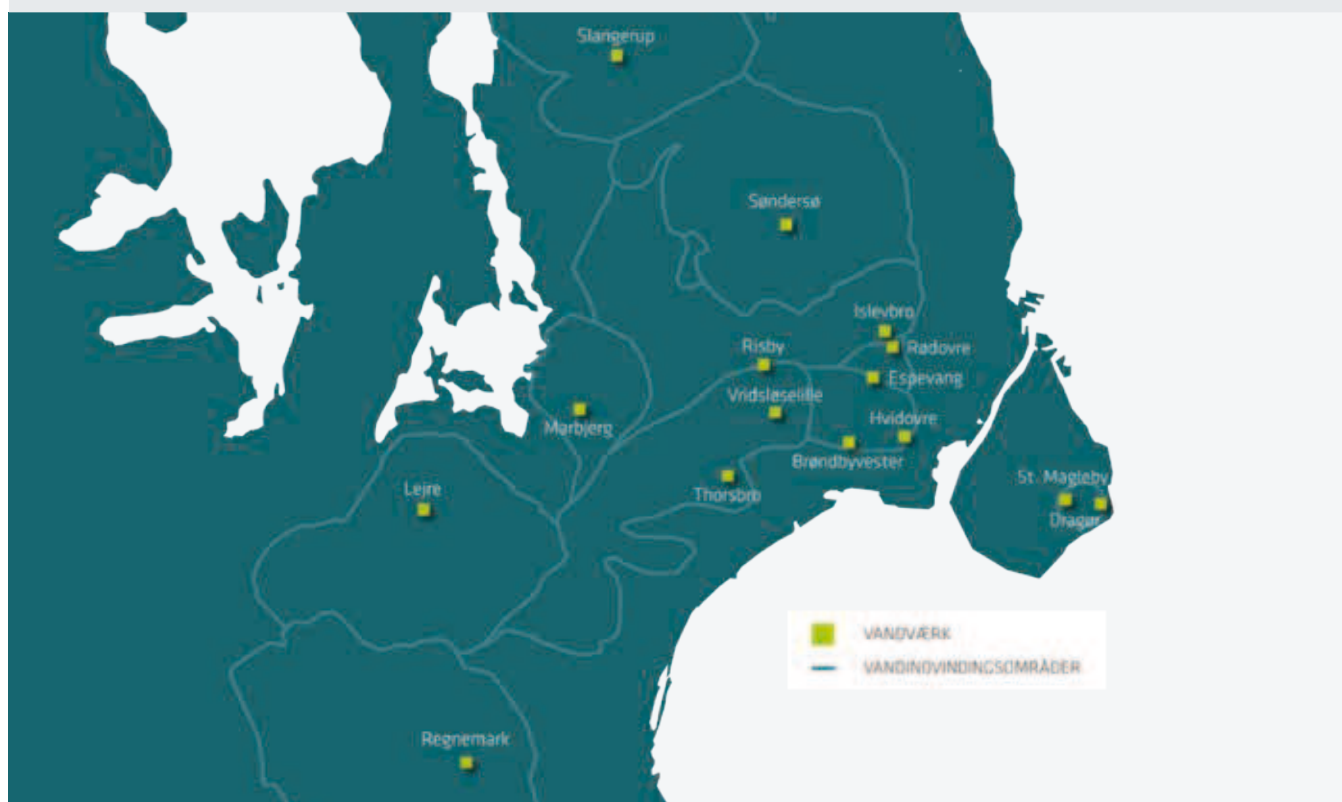 Slangerup
Søndersø
Islevbro
Rødovre
Risby
Espevang
Vridsløselille
Hvidovre
Marbjerg
Brøndbyvester
Thorsbro
Lejre
St. Magleby
Dragør
VANDVÆRK
VANDINDVINDINGSOMRÅDER
Regnemark